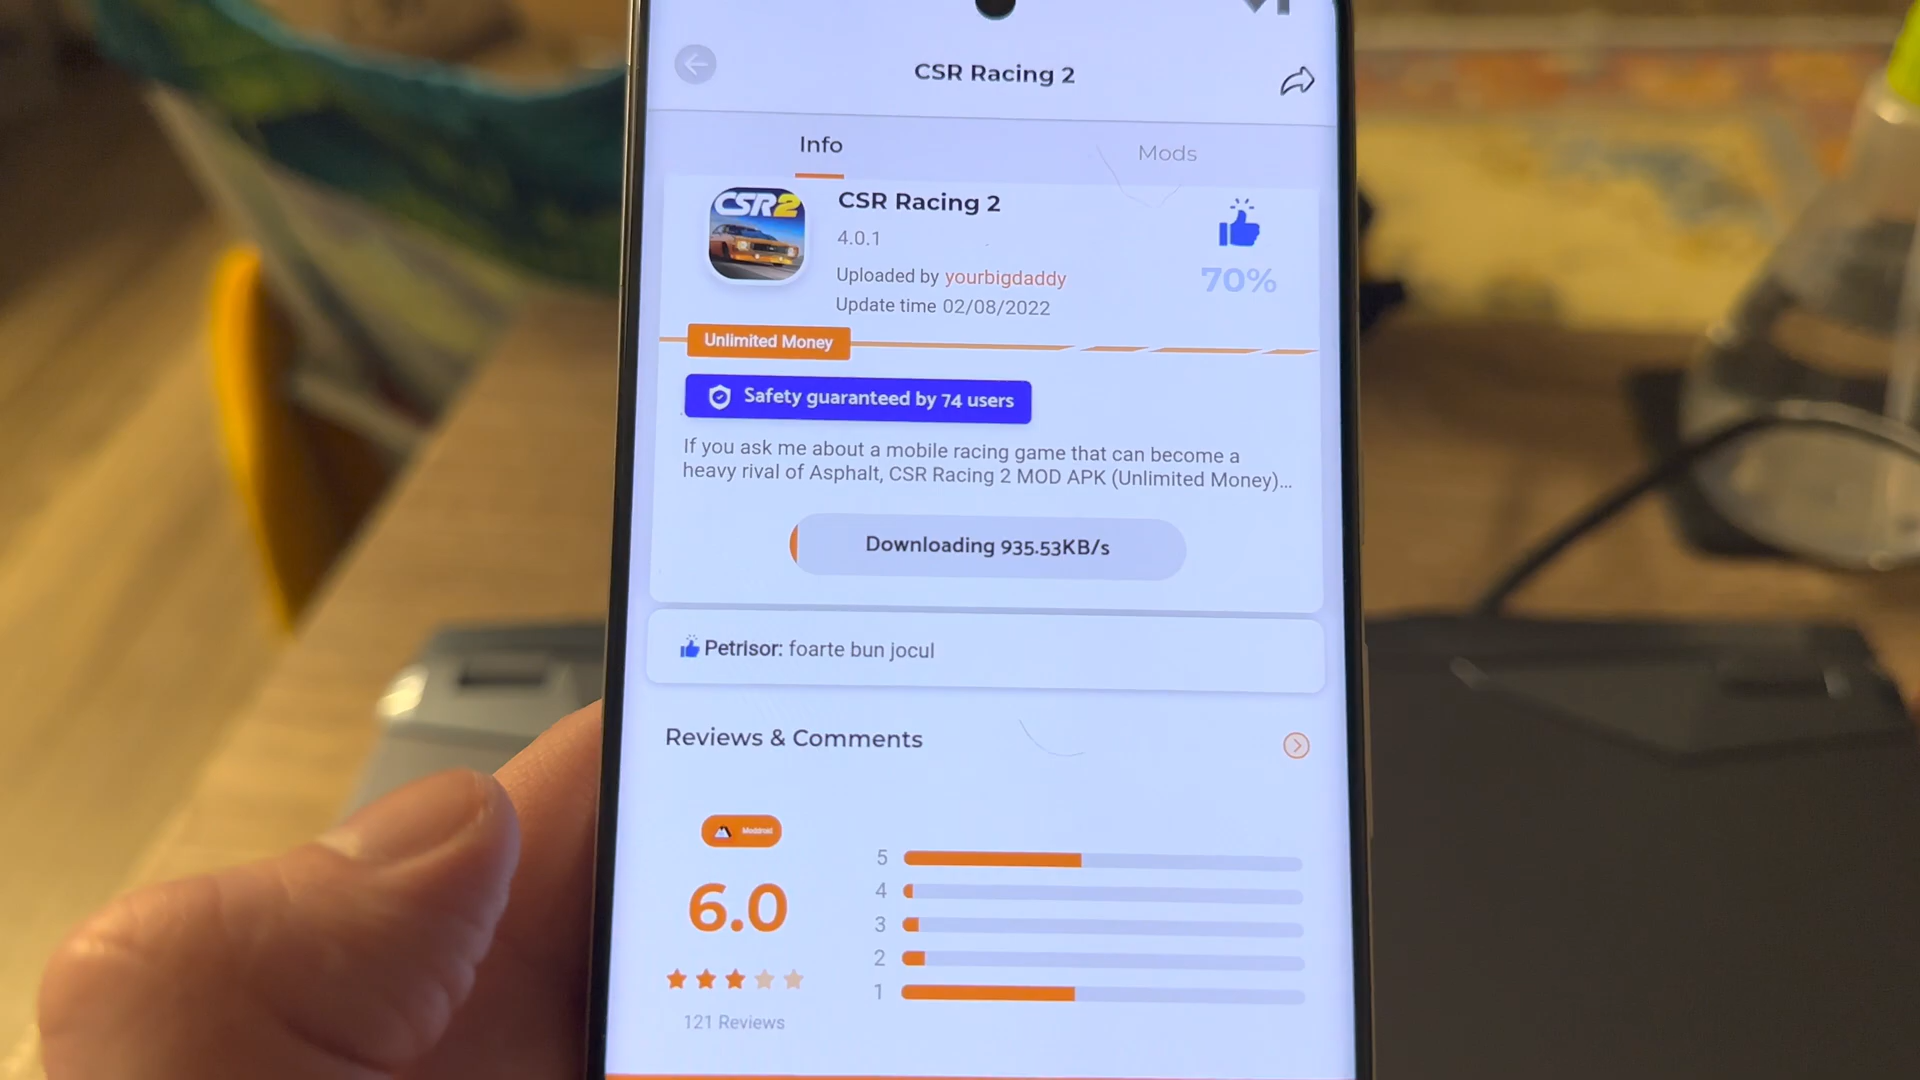 CSR Racing 2
Info
Mods
CSR2
CSR Racing 2
4.0.1
Uploaded by yourbigdaddy
Update time 02/08/2022
70%
Unlimited Money
Safety guaranteed by 74 users
If you ask me about a mobile racing game that can become a
heavy rival of Asphalt, CSR Racing 2 MOD APK (Unlimited Money)...
Downloading 935.53KB/s
Petrisor: foarte bun jocul
Reviews & Comments
Moddroid
6.0
121 Reviews
5
4
3
2
1